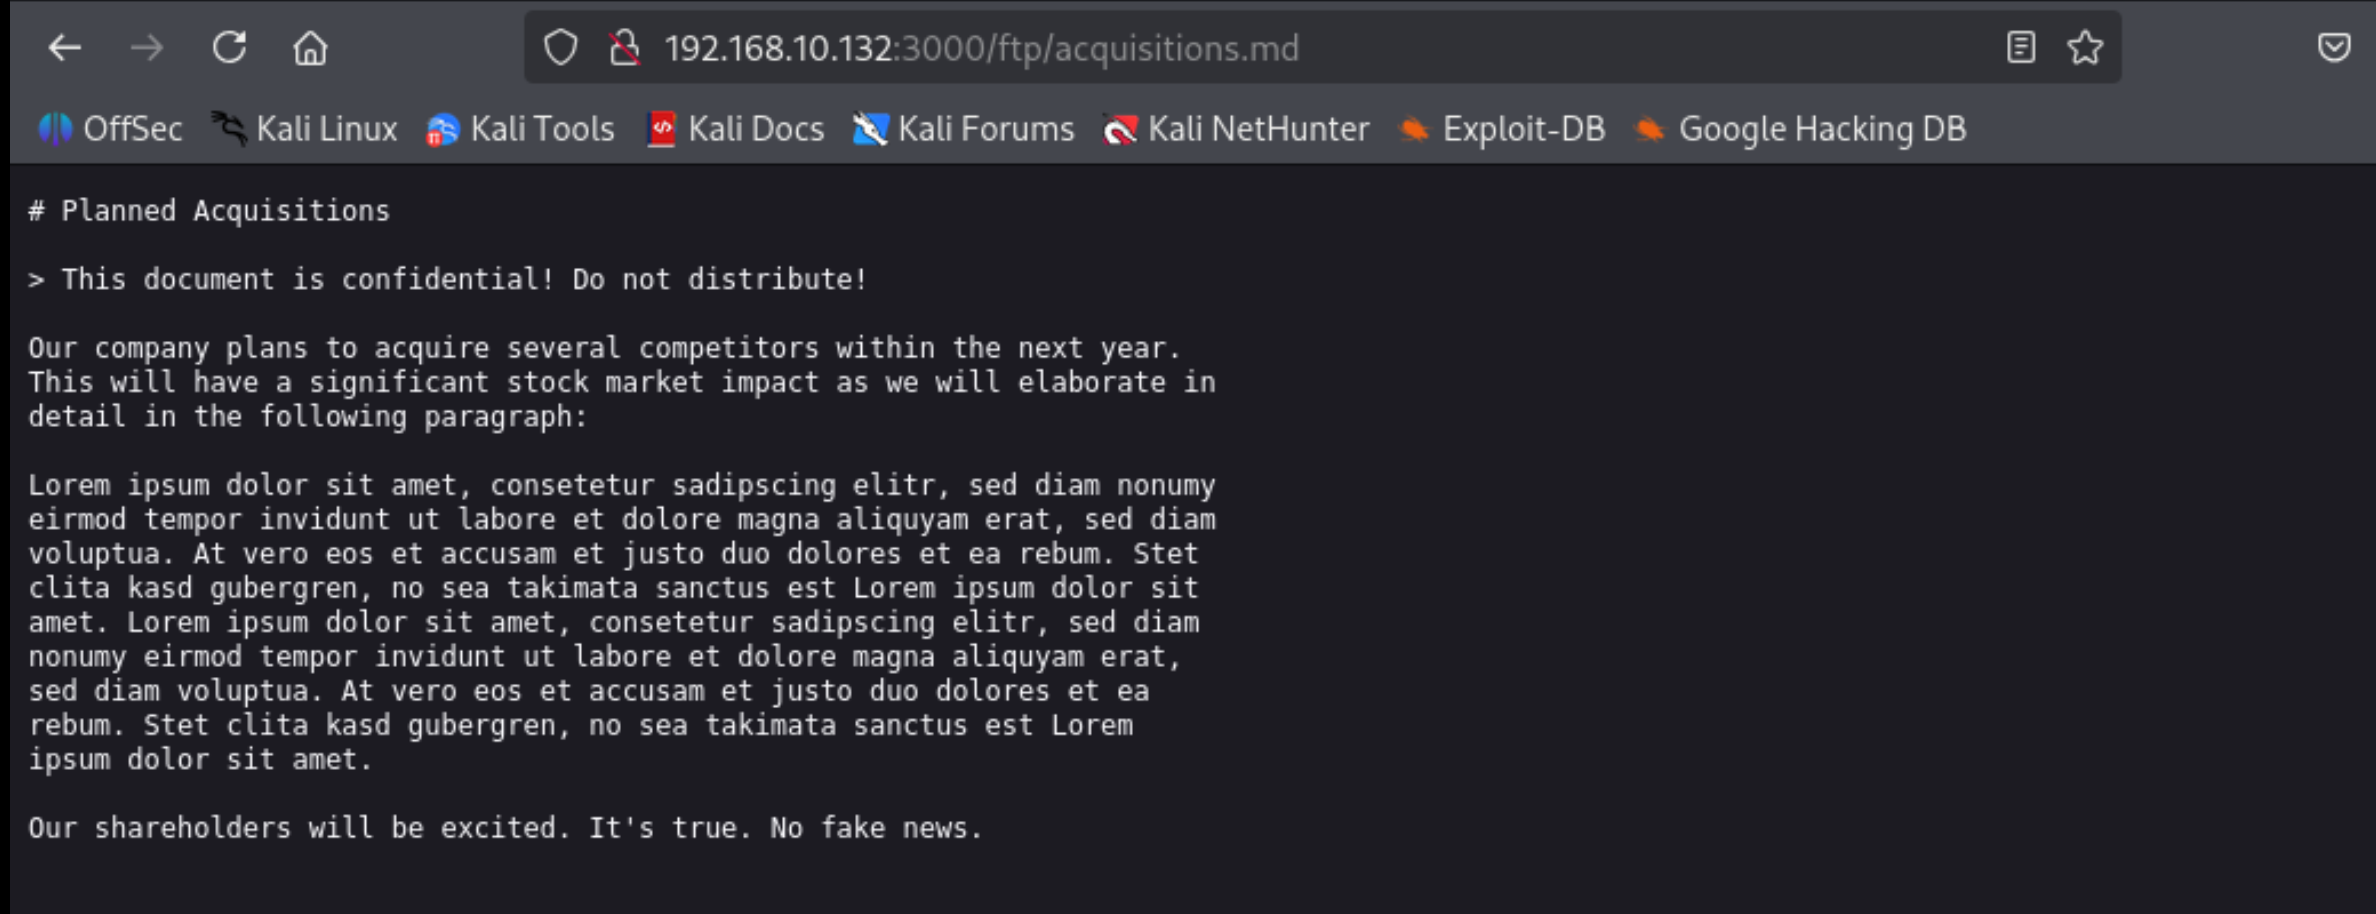 192.168.10.132:3000/ftp/acquisitions.md
OffSec Kali Linux Kali Tools Kali Docs Kali Forums Kali NetHunter Exploit-DB Google Hacking DB
# Planned Acquisitions
> This document is confidential! Do not distribute!
Our company plans to acquire several competitors within the next year.
This will have a significant stock market impact as we will elaborate in
detail in the following paragraph:
Lorem ipsum dolor sit amet, consetetur sadipscing elitr, sed diam nonumy
eirmod tempor invidunt ut labore et dolore magna aliquyam erat, sed diam
voluptua. At vero eos et accusam et justo duo dolores et ea rebum. Stet
clita kasd gubergren, no sea takimata sanctus est Lorem ipsum dolor sit
amet. Lorem ipsum dolor sit amet, consetetur sadipscing elitr, sed diam
nonumy eirmod tempor invidunt ut labore et dolore magna aliquyam erat,
sed diam voluptua. At vero eos et accusam et justo duo dolores et ea
rebum. Stet clita kasd gubergren, no sea takimata sanctus est Lorem
ipsum dolor sit amet.
Our shareholders will be excited. It's true. No fake news.